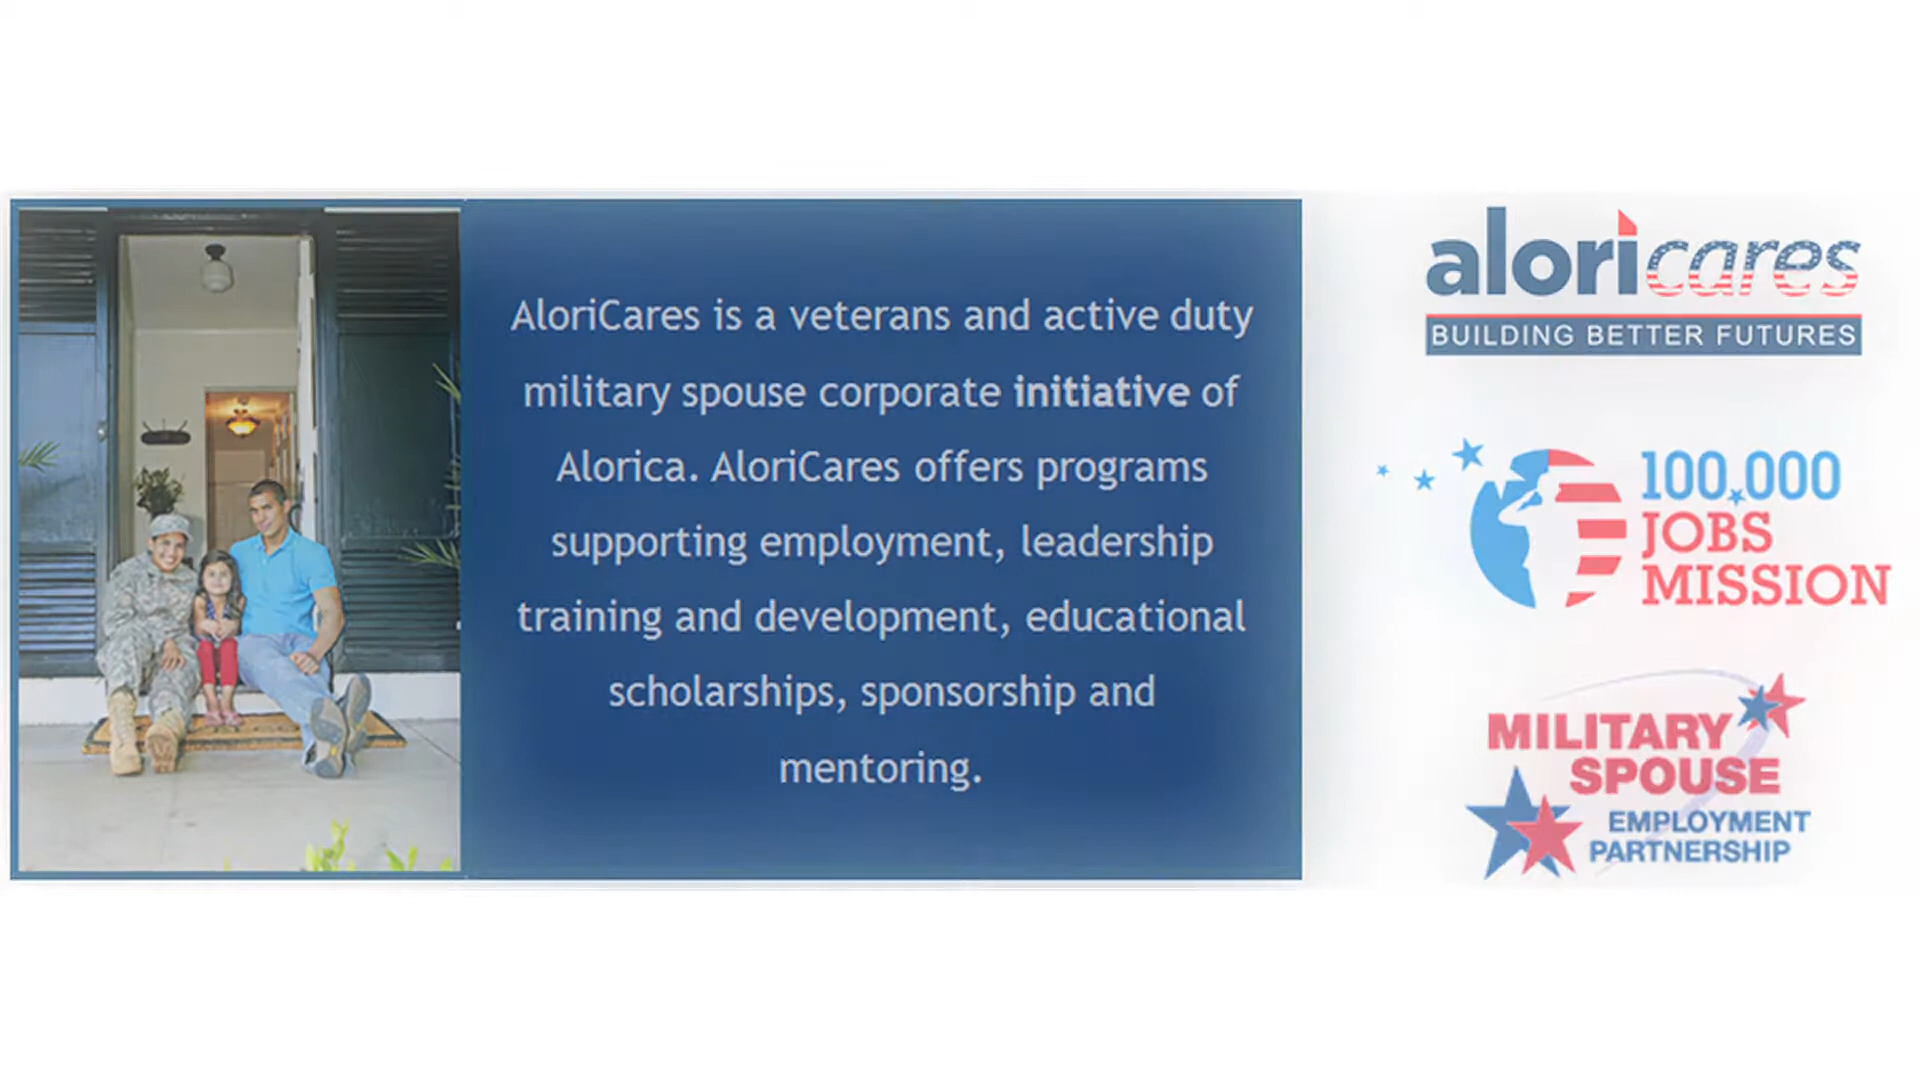 AloriCares is a veterans and active duty
military spouse corporate initiative of
Alorica. AloriCares offers programs
supporting employment, leadership
training and development, educational
scholarships, sponsorship and
mentoring.
aloricares
BUILDING BETTER FUTURES
100,000
JOBS
MISSION
MILITARY
SPOUSE
EMPLOYMENT
PARTNERSHIP